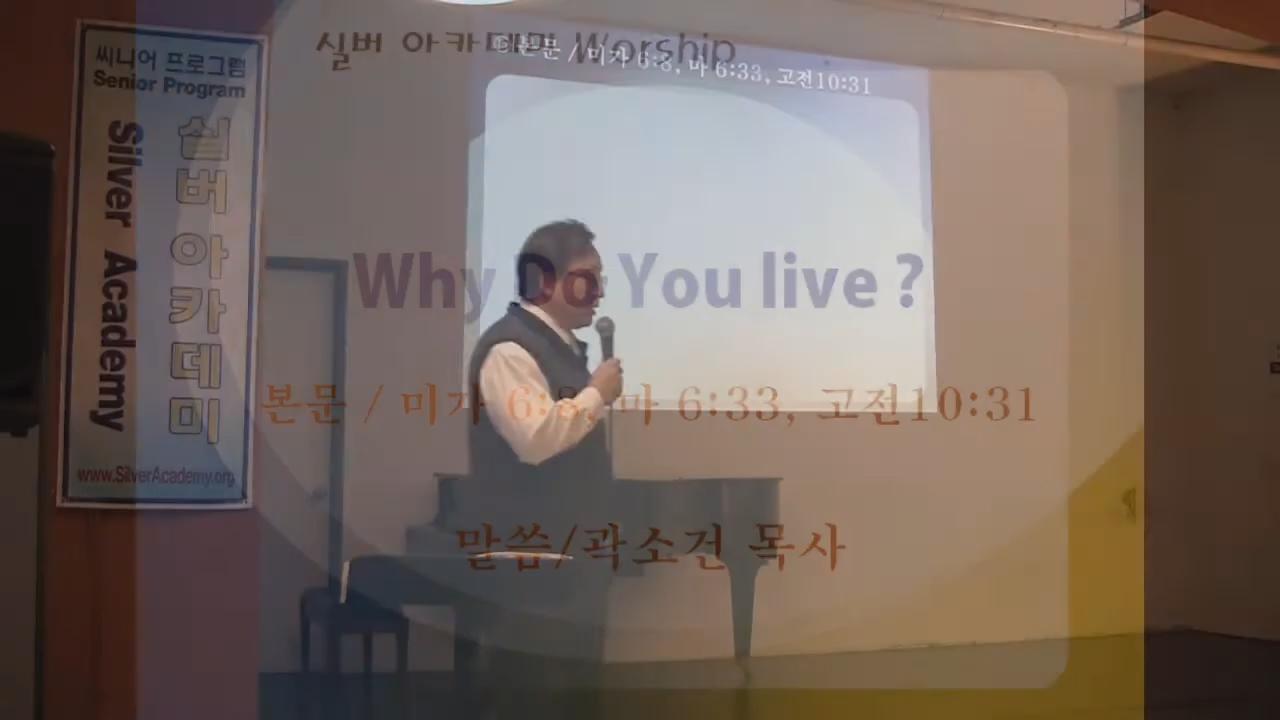 씨니어 프로그램
Senior Program
실버 아카데미
Silver Academy
www.SilverAcademy.org
실버 아카데미 Worship
본문 / 미가 6:8, 마 6:33, 고전10:31
Why Do You live ?
본문 / 미가 6:8, 마 6:33, 고전10:31
말씀/곽소건 목사